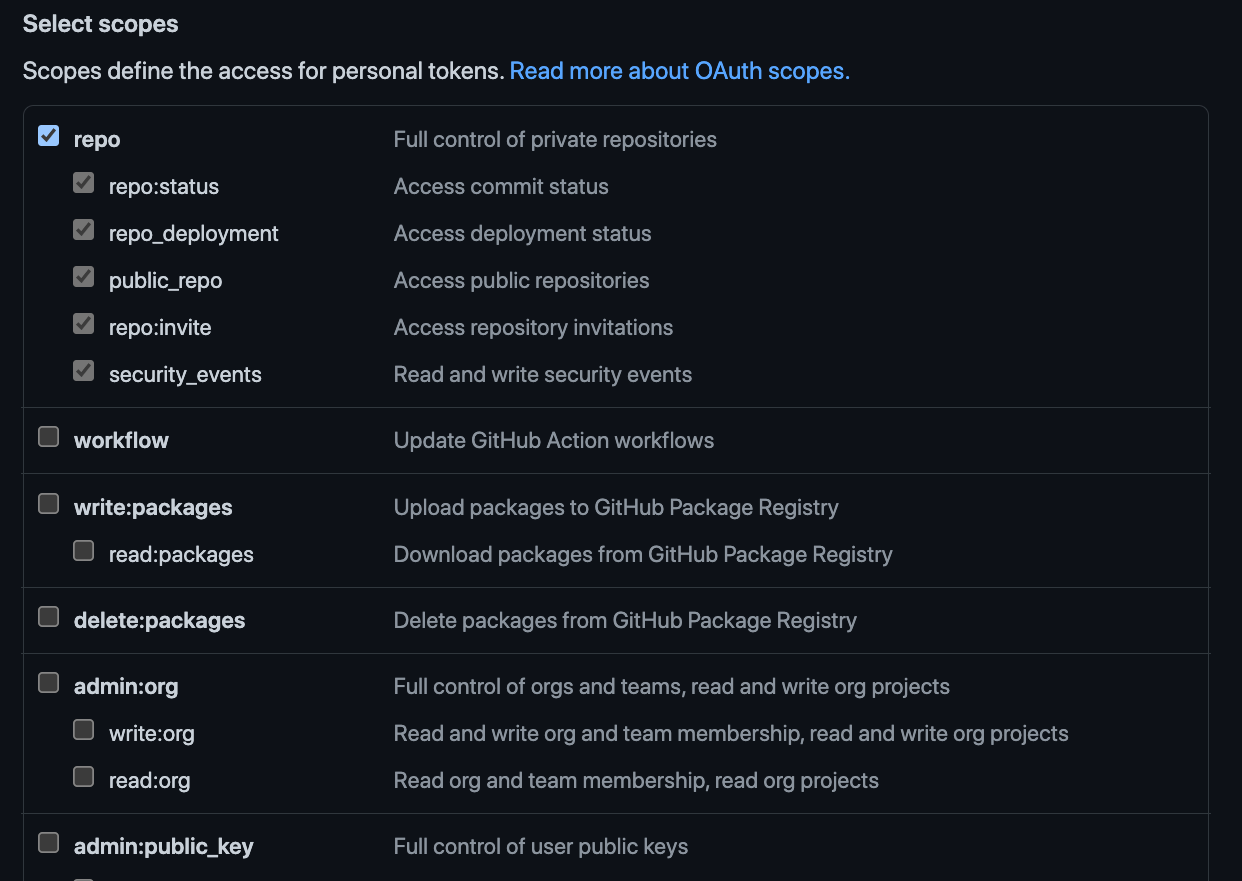 Select scopes
Scopes define the access for personal tokens. Read more about OAuth scopes.
repo Full control of private repositories
repo:status Access commit status
repo_deployment Access deployment status
public_repo Access public repositories
repo:invite Access repository invitations
security_events Read and write security events
workflow Update GitHub Action workflows
write:packages Upload packages to GitHub Package Registry
read:packages Download packages from GitHub Package Registry
delete:packages Delete packages from GitHub Package Registry
admin:org Full control of orgs and teams, read and write org projects
write:org Read and write org and team membership, read and write org projects
read:org Read org and team membership, read org projects
admin:public_key Full control of user public keys